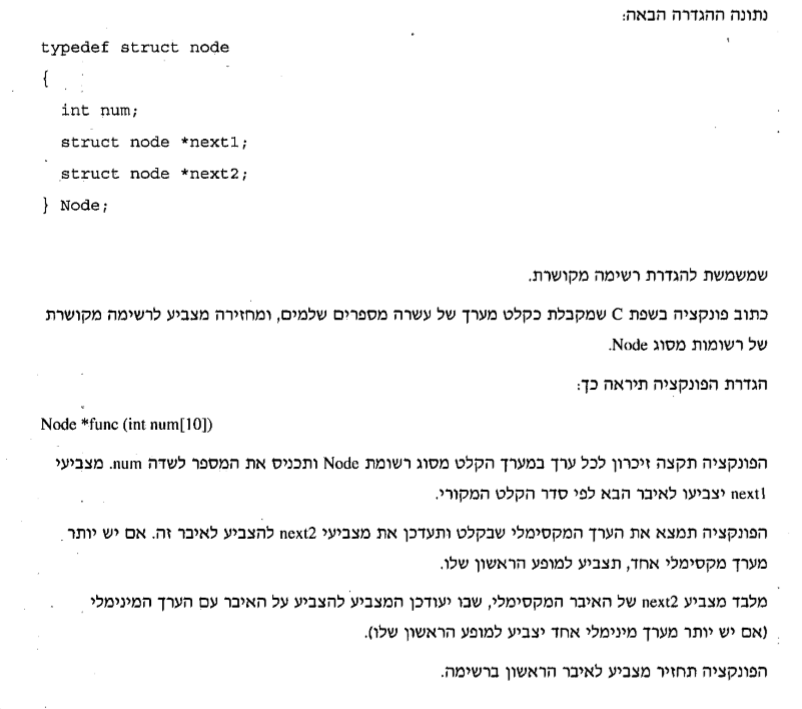 נתונה ההגדרה הבאה:
typedef struct node
{
int num;
struct node *next1;
struct node *next2;
} Node;
שמשמשת להגדרת רשימה מקושרת.
כתוב פונקציה בשפת C שמקבלת כקלט מערך של עשרה מספרים שלמים, ומחזירה מצביע לרשימה מקושרת
של רשומות מסוג Node.
הגדרת הפונקציה תיראה כך:
Node *func (int num[10])
הפונקציה תקצה זיכרון לכל ערך במערך הקלט מסוג רשומת Node ותכניס את המספר לשדה num. מצביעי
next1 יצביעו לאיבר הבא לפי סדר הקלט המקורי.
הפונקציה תמצא את הערך המקסימלי שבקלט ותעדכן את מצביעי next2 להצביע לאיבר זה. אם יש יותר
מערך מקסימלי אחד, תצביע למופע הראשון שלו.
מלבד מצביע next2 של האיבר המקסימלי, שבו יעודכן המצביע להצביע על האיבר עם הערך המינימלי
(אם יש יותר מערך מינימלי אחד יצביע למופע הראשון שלו).
הפונקציה תחזיר מצביע לאיבר הראשון ברשימה.